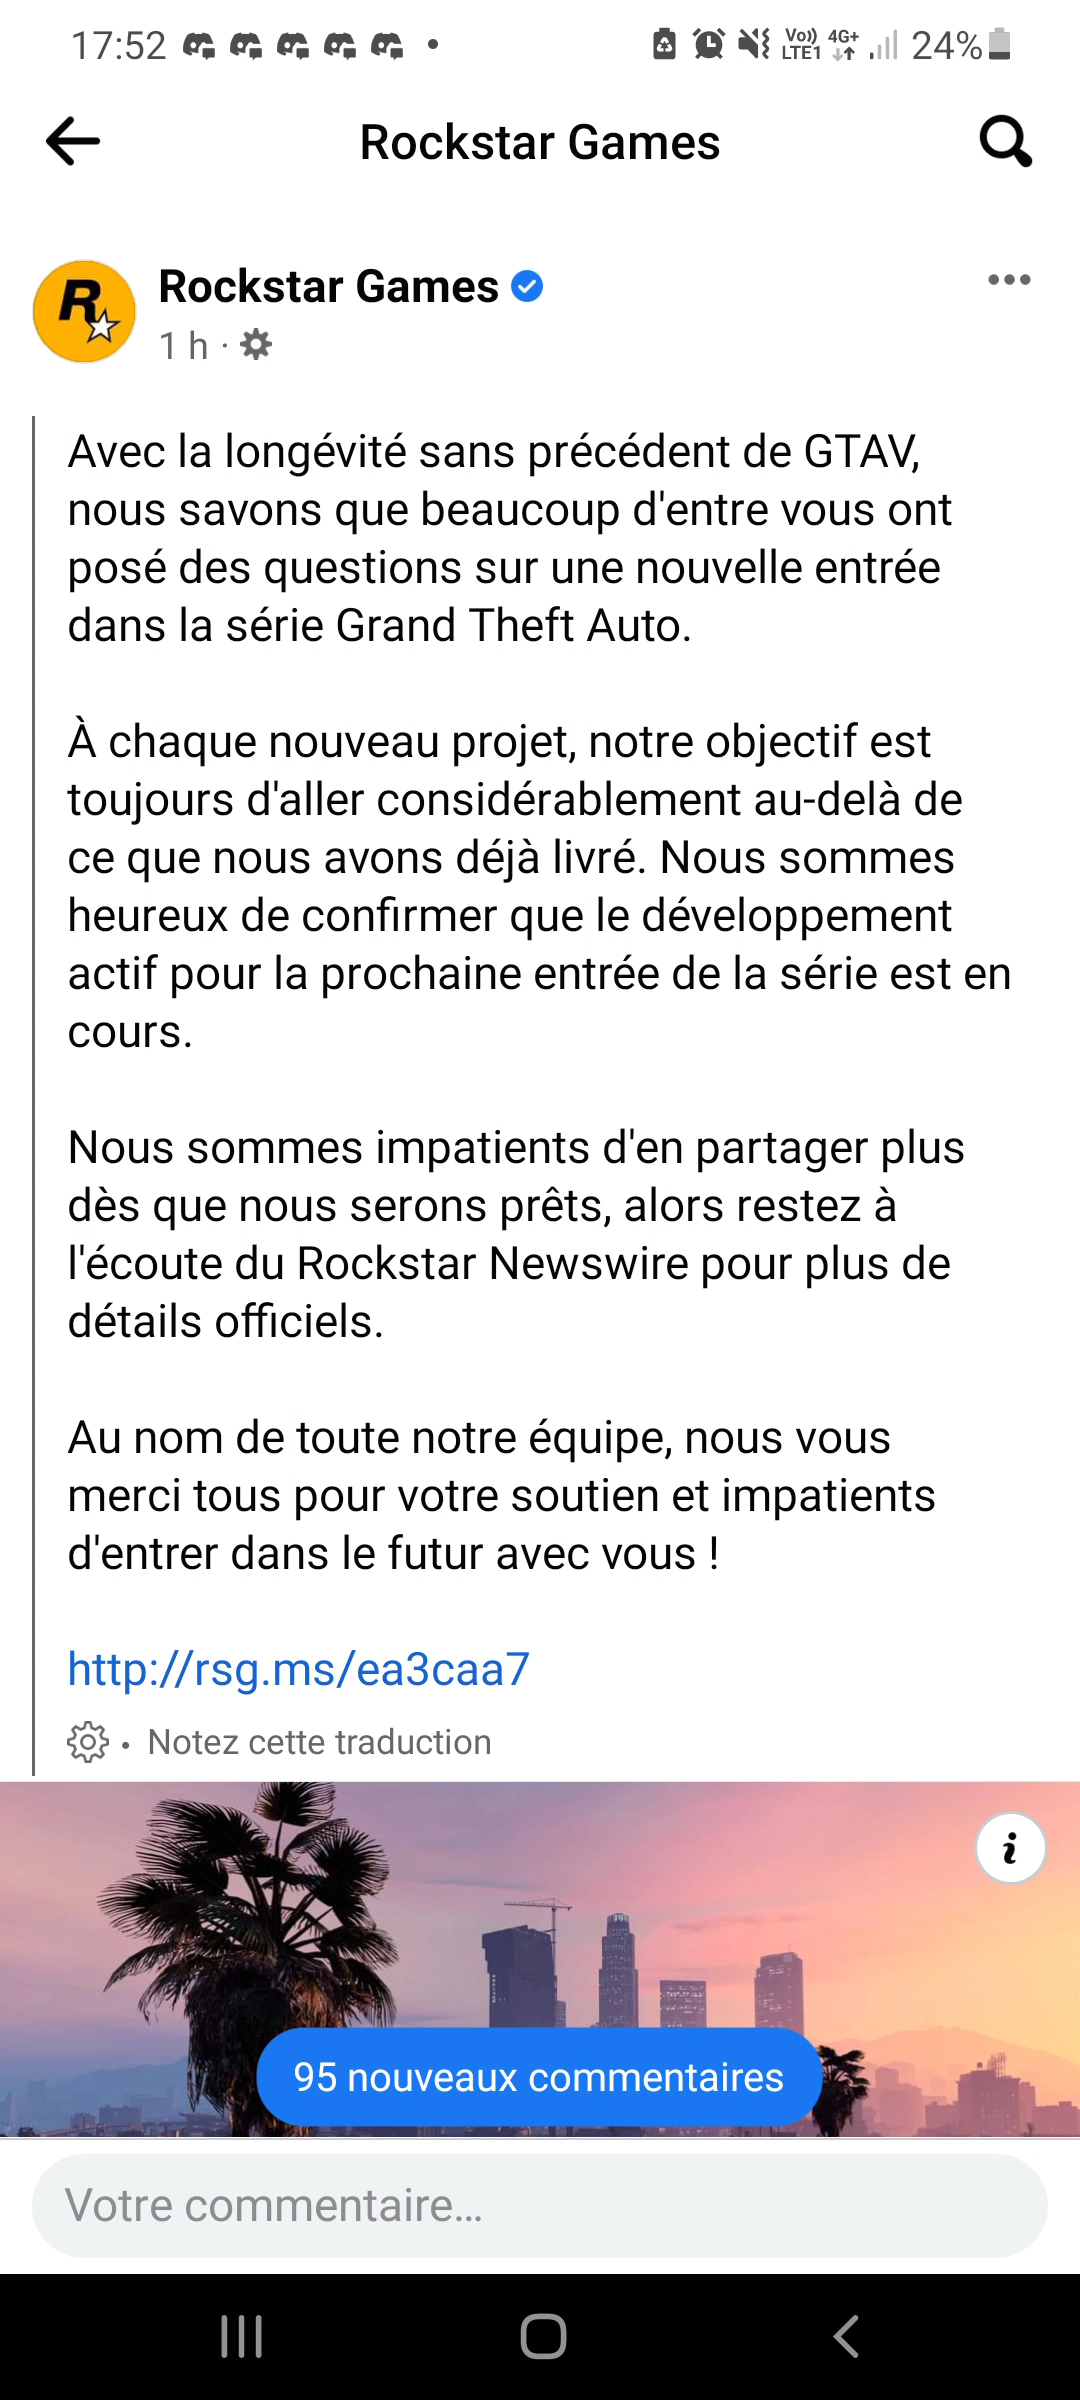 17:52
Vo))
LTE1
4G+
24%
Rockstar Games
R
Rockstar Games
1 h ·
Avec la longévité sans précédent de GTAV,
nous savons que beaucoup d'entre vous ont
posé des questions sur une nouvelle entrée
dans la série Grand Theft Auto.
À chaque nouveau projet, notre objectif est
toujours d'aller considérablement au-delà de
ce que nous avons déjà livré. Nous sommes
heureux de confirmer que le développement
actif pour la prochaine entrée de la série est en
cours.
Nous sommes impatients d'en partager plus
dès que nous serons prêts, alors restez à
l'écoute du Rockstar Newswire pour plus de
détails officiels.
Au nom de toute notre équipe, nous vous
merci tous pour votre soutien et impatients
d'entrer dans le futur avec vous !
http://rsg.ms/ea3caa7
• Notez cette traduction
i
95 nouveaux commentaires
Votre commentaire...